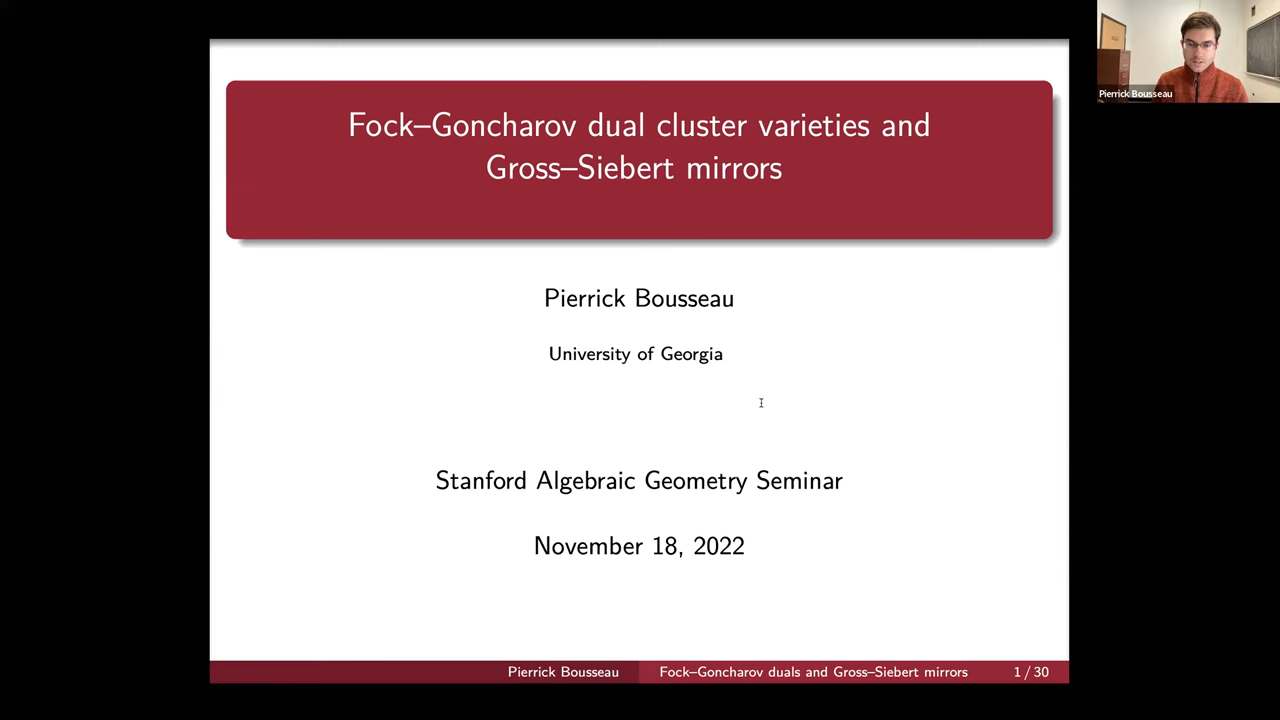 Pierrick Bousseau
Fock–Goncharov dual cluster varieties and
Gross–Siebert mirrors
Pierrick Bousseau
University of Georgia
Stanford Algebraic Geometry Seminar
November 18, 2022
Pierrick Bousseau
Fock–Goncharov duals and Gross–Siebert mirrors
1 / 30